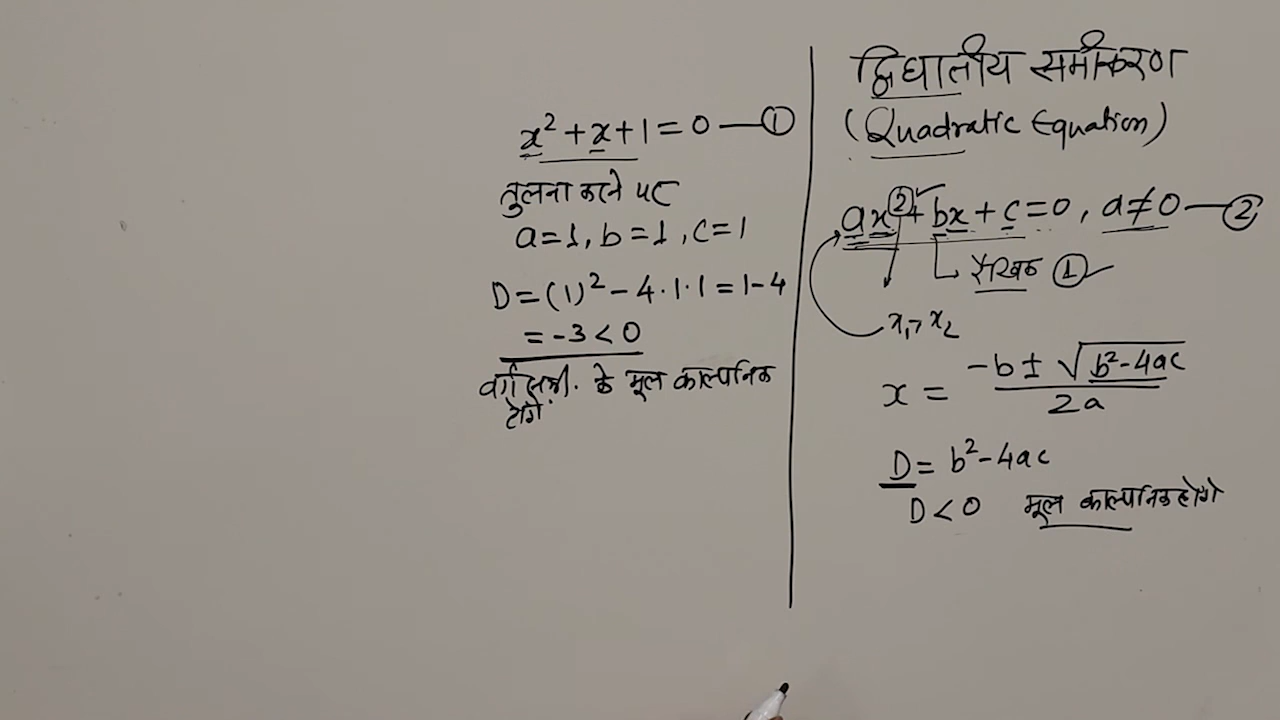 x² + x + 1 = 0 — ①
तुलना करने पर
a = 1, b = 1, c = 1
D = (1)² - 4·1·1 = 1 - 4
= -3 < 0
वर्ग समी. के मूल काल्पनिक
होंगे.
द्विघातीय समीकरण
(Quadratic Equation)
ax² + bx + c = 0, a ≠ 0 — ②
रैखिक ①
x₁, x₂
x = (-b ± √(b² - 4ac)) / 2a
D = b² - 4ac
D < 0 मूल काल्पनिक होंगे